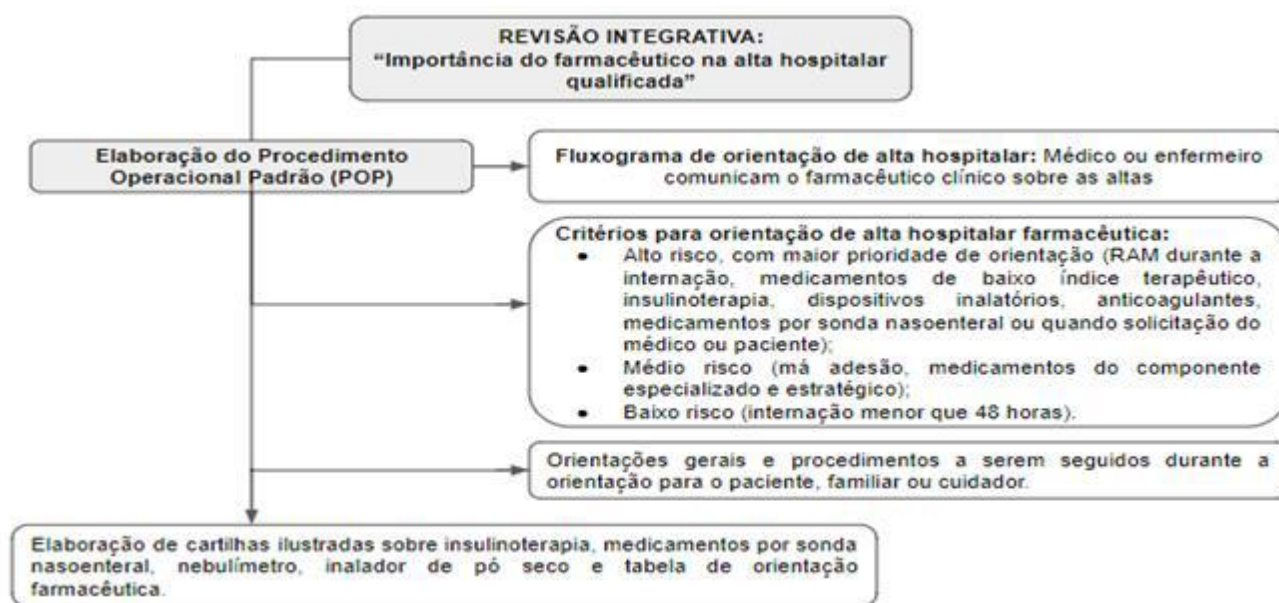 REVISÃO INTEGRATIVA:
“Importância do farmacêutico na alta hospitalar
qualificada”
Elaboração do Procedimento
Operacional Padrão (POP)
Fluxograma de orientação de alta hospitalar: Médico ou enfermeiro
comunicam o farmacêutico clínico sobre as altas
Critérios para orientação de alta hospitalar farmacêutica:
• Alto risco, com maior prioridade de orientação (RAM durante a
internação, medicamentos de baixo índice terapêutico,
insulinoterapia, dispositivos inalatórios, anticoagulantes,
medicamentos por sonda nasoenteral ou quando solicitação do
médico ou paciente);
• Médio risco (má adesão, medicamentos do componente
especializado e estratégico);
• Baixo risco (internação menor que 48 horas).
Orientações gerais e procedimentos a serem seguidos durante a
orientação para o paciente, familiar ou cuidador.
Elaboração de cartilhas ilustradas sobre insulinoterapia, medicamentos por sonda
nasoenteral, nebulímetro, inalador de pó seco e tabela de orientação
farmacêutica.